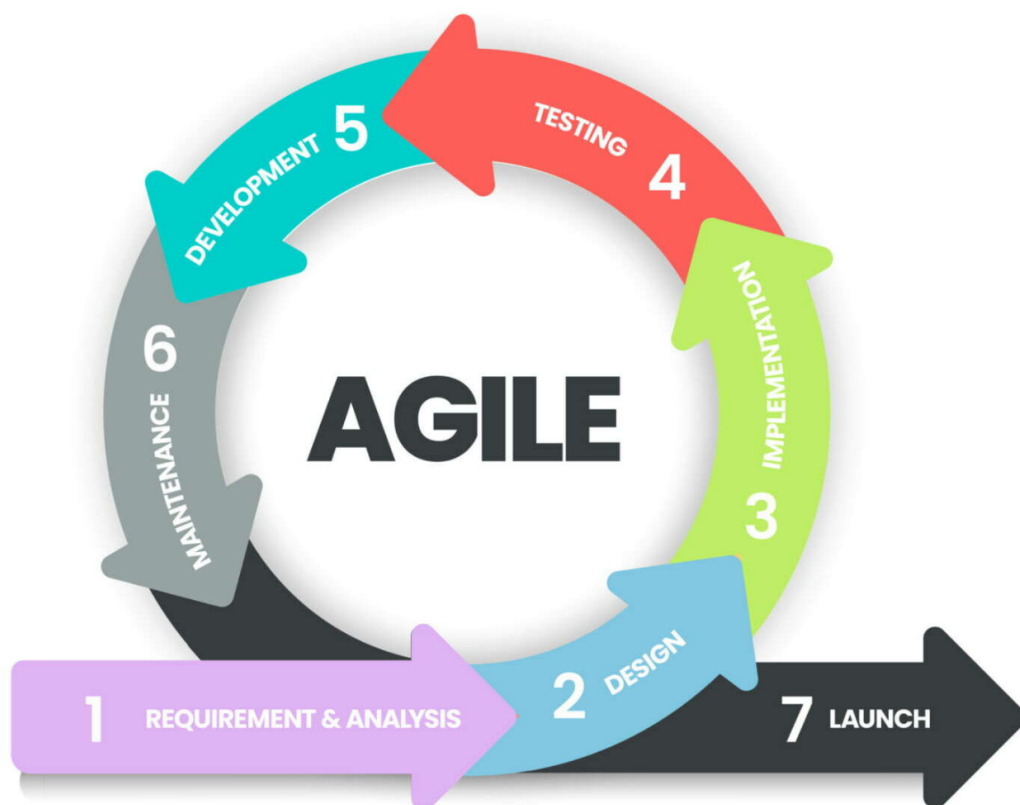 1 REQUIREMENT & ANALYSIS
2 DESIGN
3 IMPLEMENTATION
4 TESTING
5 DEVELOPMENT
6 MAINTENANCE
7 LAUNCH
AGILE